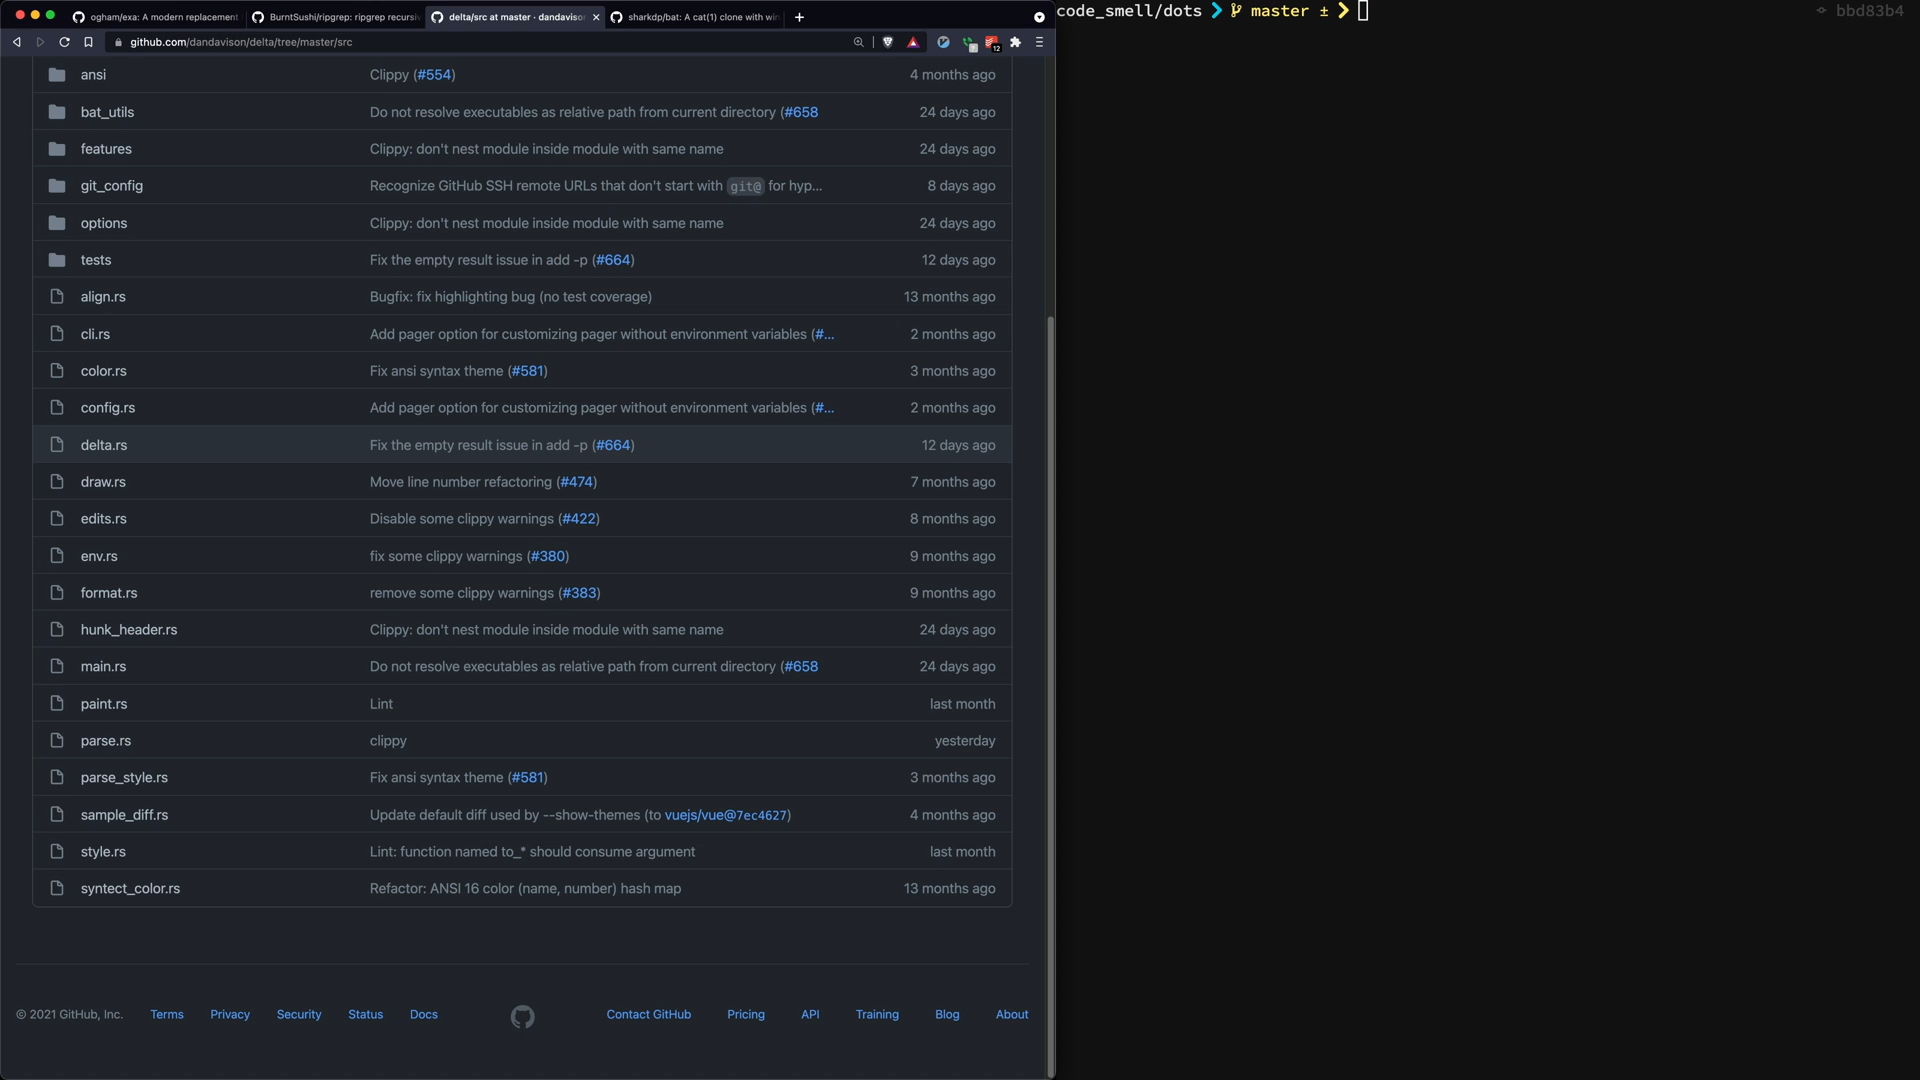 ogham/exa: A modern replacement
BurntSushi/ripgrep: ripgrep recursiv
delta/src at master · dandaviso
sharkdp/bat: A cat(1) clone with win
github.com/dandavison/delta/tree/master/src
12
code_smell/dots master ± bbd83b4
ansi Clippy (#554) 4 months ago
bat_utils Do not resolve executables as relative path from current directory (#658 24 days ago
features Clippy: don't nest module inside module with same name 24 days ago
git_config Recognize GitHub SSH remote URLs that don't start with git@ for hyp... 8 days ago
options Clippy: don't nest module inside module with same name 24 days ago
tests Fix the empty result issue in add -p (#664) 12 days ago
align.rs Bugfix: fix highlighting bug (no test coverage) 13 months ago
cli.rs Add pager option for customizing pager without environment variables (#... 2 months ago
color.rs Fix ansi syntax theme (#581) 3 months ago
config.rs Add pager option for customizing pager without environment variables (#... 2 months ago
delta.rs Fix the empty result issue in add -p (#664) 12 days ago
draw.rs Move line number refactoring (#474) 7 months ago
edits.rs Disable some clippy warnings (#422) 8 months ago
env.rs fix some clippy warnings (#380) 9 months ago
format.rs remove some clippy warnings (#383) 9 months ago
hunk_header.rs Clippy: don't nest module inside module with same name 24 days ago
main.rs Do not resolve executables as relative path from current directory (#658 24 days ago
paint.rs Lint last month
parse.rs clippy yesterday
parse_style.rs Fix ansi syntax theme (#581) 3 months ago
sample_diff.rs Update default diff used by --show-themes (to vuejs/vue@7ec4627) 4 months ago
style.rs Lint: function named to_* should consume argument last month
syntect_color.rs Refactor: ANSI 16 color (name, number) hash map 13 months ago
© 2021 GitHub, Inc. Terms Privacy Security Status Docs Contact GitHub Pricing API Training Blog About